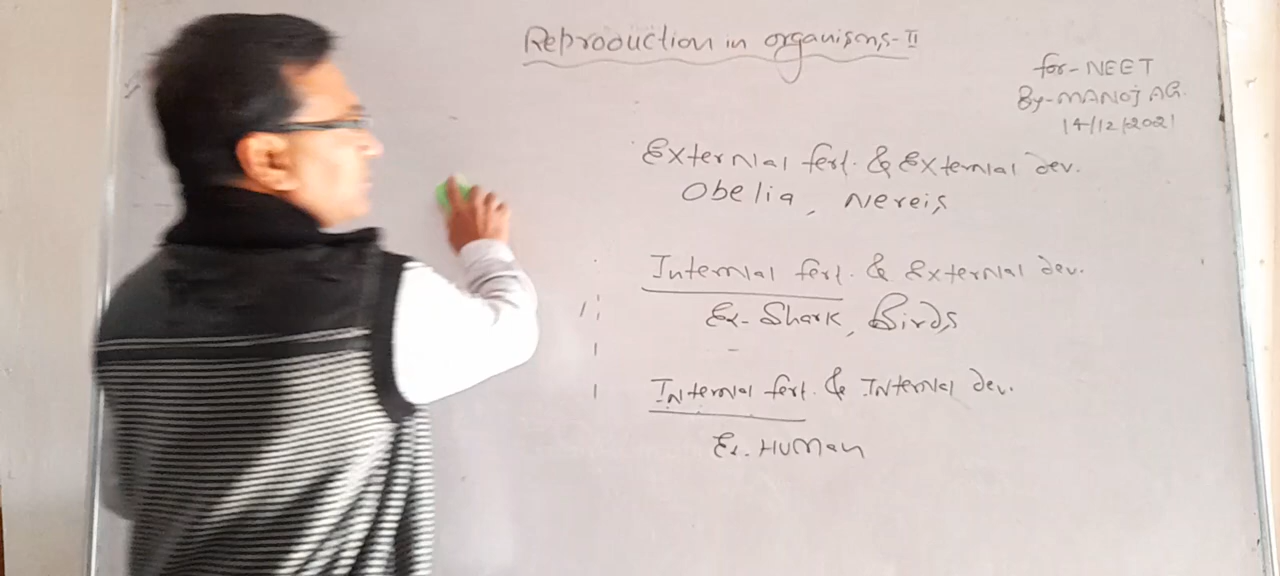 Reproduction in organisms-II
for-NEET
By-MANOJ AG.
14/12/2021
External fert. & External dev.
Obelia, Nereis
Internal fert. & External dev.
Ex- Shark, Birds
Internal fert. & Internal dev.
Ex. Human